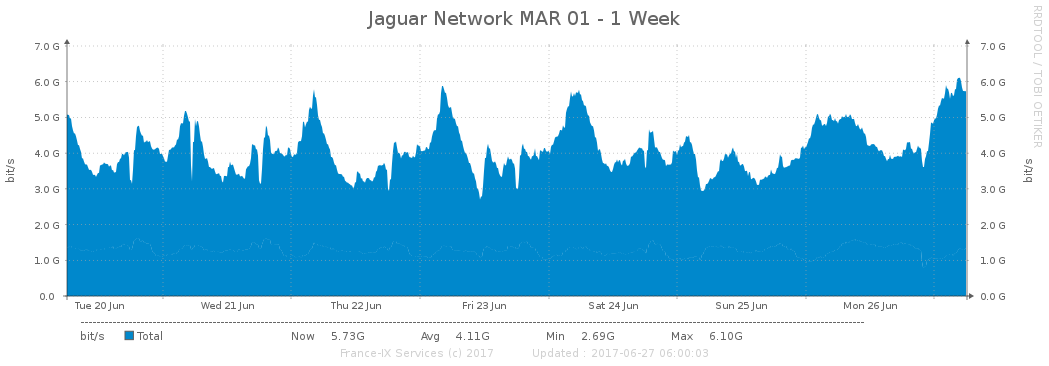 Jaguar Network MAR 01 - 1 Week
RRDTOOL / TOBI OETIKER
7.0 G 7.0 G
6.0 G 6.0 G
5.0 G 5.0 G
4.0 G 4.0 G
3.0 G 3.0 G
2.0 G 2.0 G
1.0 G 1.0 G
0.0 0.0 G
bit/s bit/s
Tue 20 Jun Wed 21 Jun Thu 22 Jun Fri 23 Jun Sat 24 Jun Sun 25 Jun Mon 26 Jun
bit/s Total Now 5.73G Avg 4.11G Min 2.69G Max 6.10G
France-IX Services (c) 2017 Updated : 2017-06-27 06:00:03